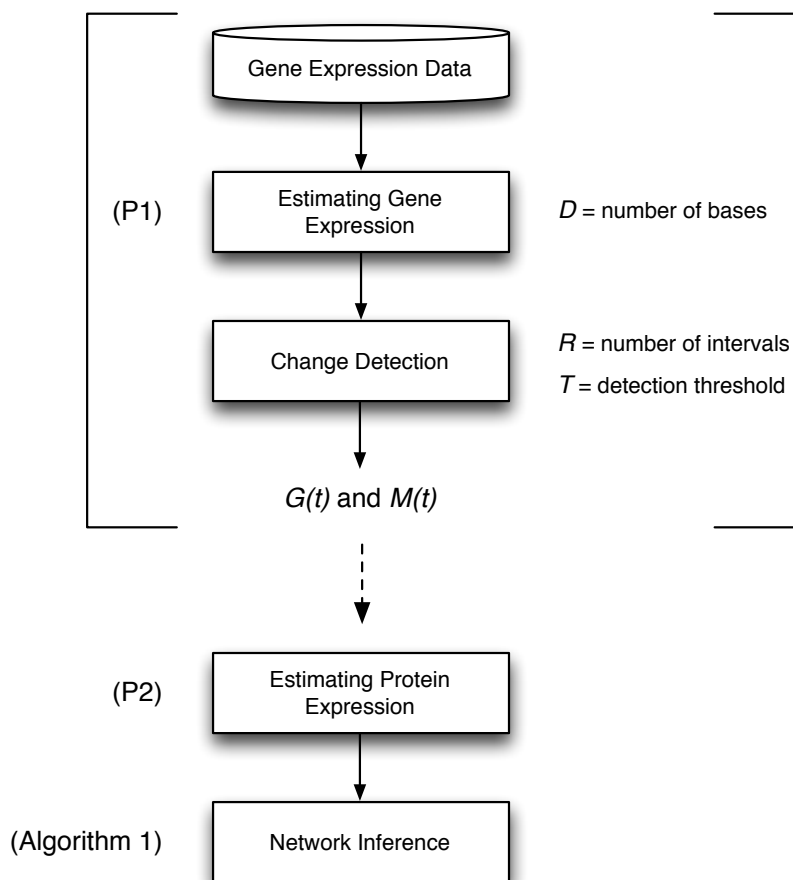 Gene Expression Data
(P1)
Estimating Gene
Expression
D = number of bases
Change Detection
R = number of intervals
T = detection threshold
G(t) and M(t)
(P2)
Estimating Protein
Expression
(Algorithm 1)
Network Inference